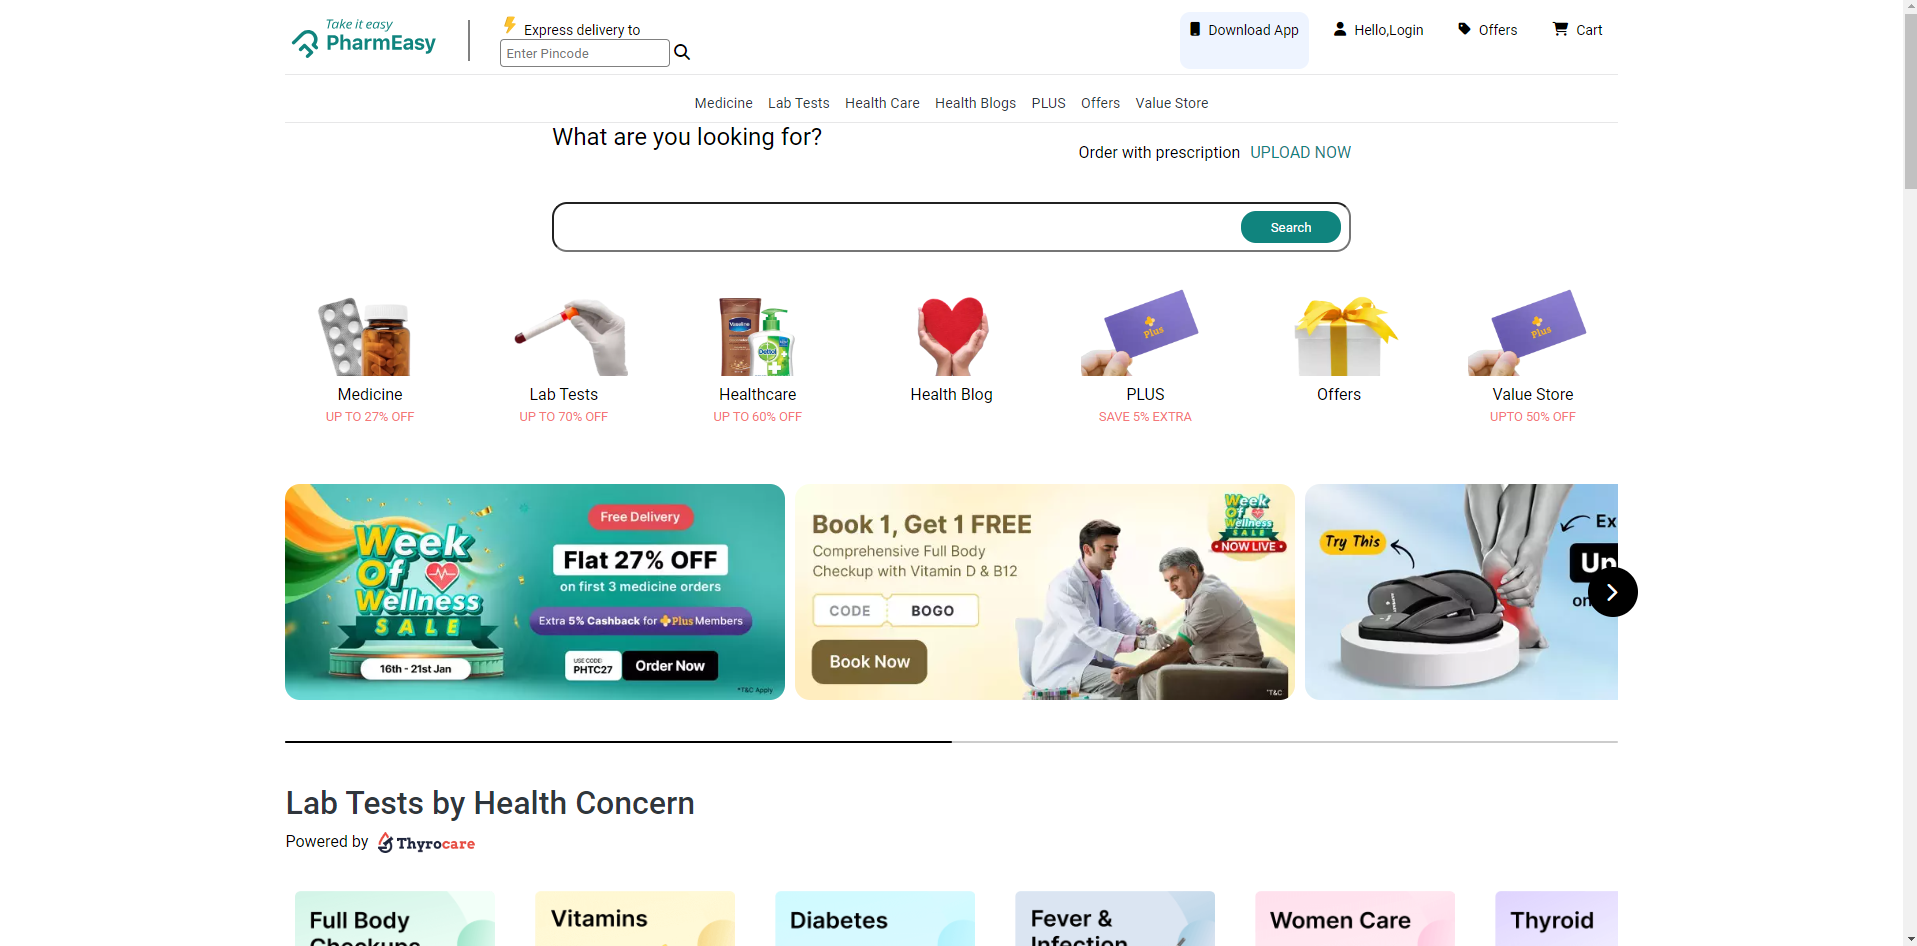 Take it easy
PharmEasy
Express delivery to
Enter Pincode
Download App
Hello,Login
Offers
Cart
Medicine
Lab Tests
Health Care
Health Blogs
PLUS
Offers
Value Store
What are you looking for?
Order with prescription UPLOAD NOW
Search
Vaseline
Dettol
Plus
Plus
Medicine
UP TO 27% OFF
Lab Tests
UP TO 70% OFF
Healthcare
UP TO 60% OFF
Health Blog
PLUS
SAVE 5% EXTRA
Offers
Value Store
UPTO 50% OFF
Week
Of
Wellness
SALE
16th - 21st Jan
Free Delivery
Flat 27% OFF
on first 3 medicine orders
Extra 5% Cashback for Plus Members
USE CODE:
PHTC27
Order Now
*T&C Apply
Book 1, Get 1 FREE
Comprehensive Full Body
Checkup with Vitamin D & B12
CODE BOGO
Book Now
Week
Of
Wellness
SALE
NOW LIVE
*T&C
Try This
Ex
Up
on
Lab Tests by Health Concern
Powered by Thyrocare
Full Body
Checkups
Vitamins
Diabetes
Fever &
Infection
Women Care
Thyroid